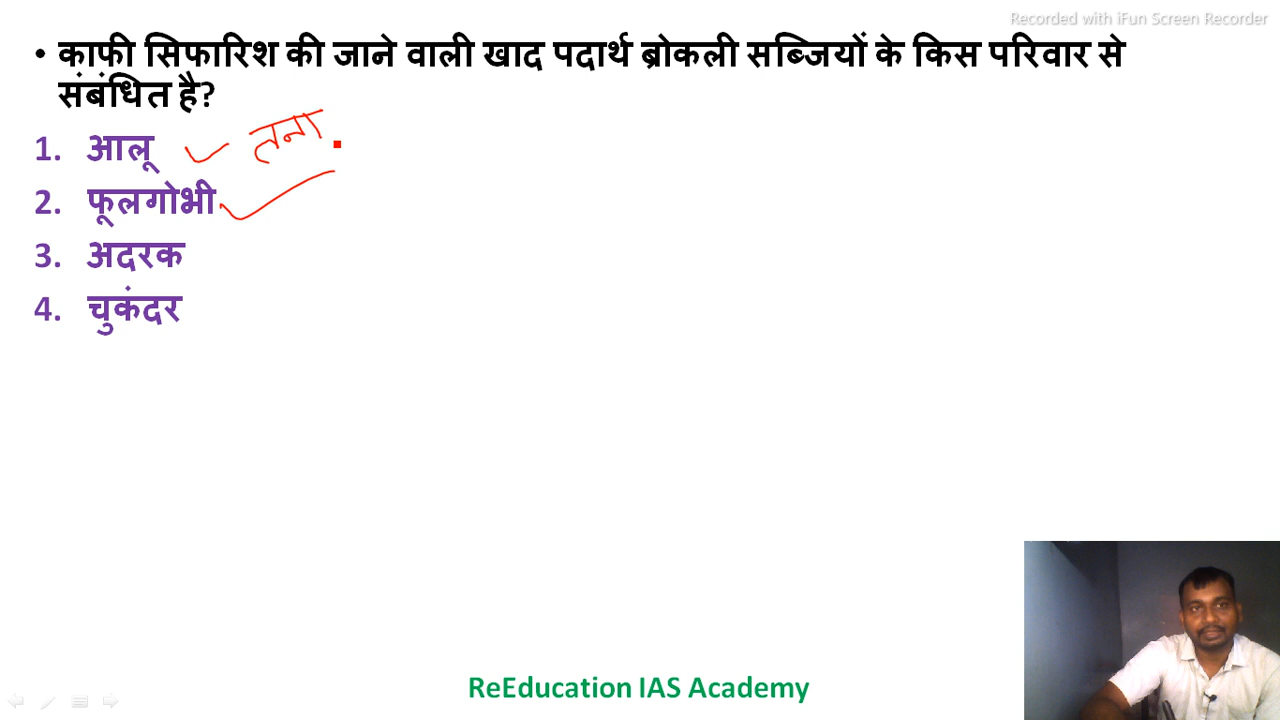 Recorded with iFun Screen Recorder
• काफी सिफारिश की जाने वाली खाद पदार्थ ब्रोकली सब्जियों के किस परिवार से
संबंधित है?
1. आलू तना
2. फूलगोभी
3. अदरक
4. चुकंदर
ReEducation IAS Academy